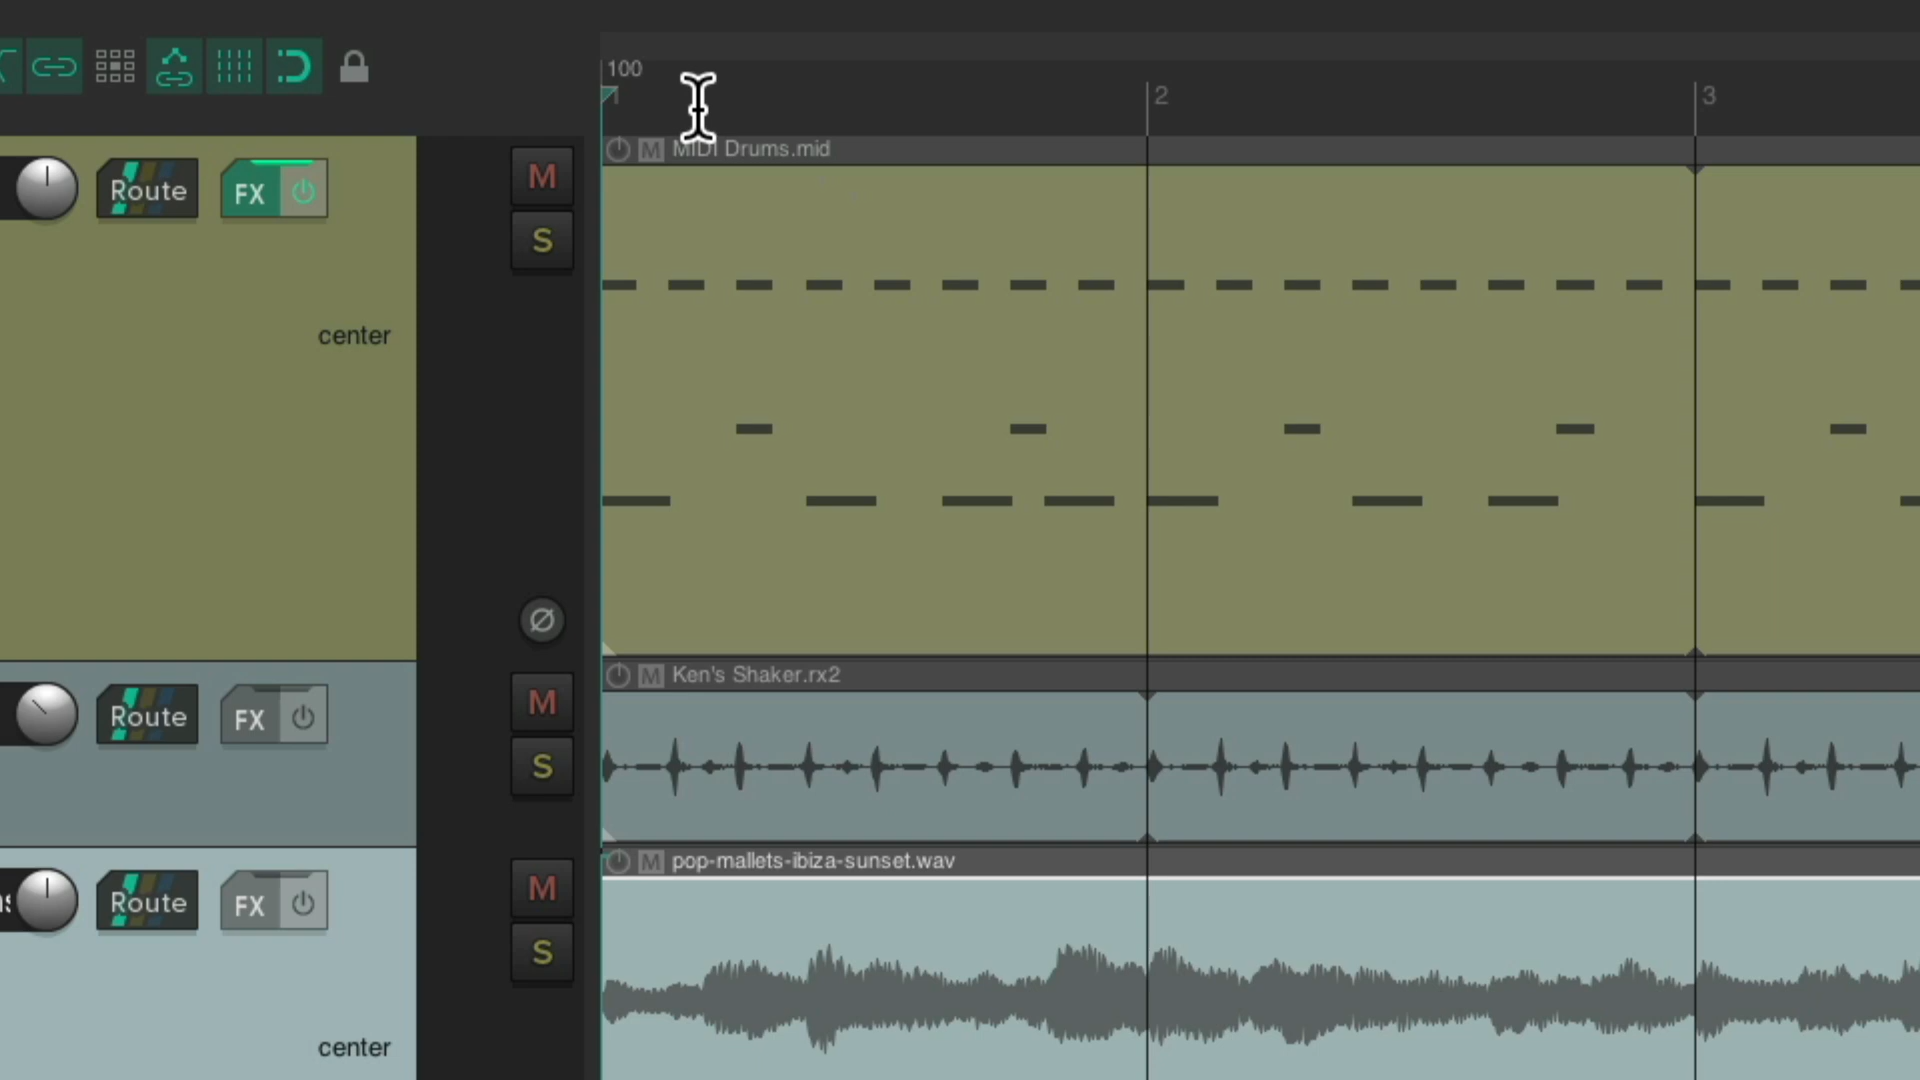 100
1 2 3
M MIDI Drums.mid
Route FX M
S
center
M Ken's Shaker.rx2
Route FX M
S
M pop-mallets-ibiza-sunset.wav
Route FX M
S
center